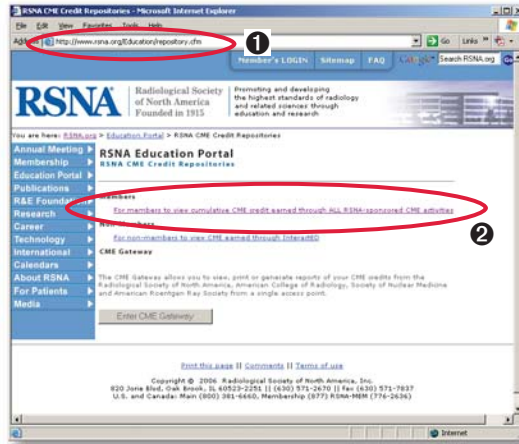 RSNA CME Credit Repositories - Microsoft Internet Explorer
File Edit View Favorites Tools Help
Address http://www.rsna.org/Education/repository.cfm Go Links
❶
Member's LOGIN Sitemap FAQ Search RSNA.org Go
RSNA
Radiological Society
of North America
Founded in 1915
Promoting and developing
the highest standards of radiology
and related sciences through
education and research
You are here: RSNA.org > Education Portal > RSNA CME Credit Repositories
Annual Meeting
Membership
Education Portal
Publications
R&E Foundation
Research
Career
Technology
International
Calendars
About RSNA
For Patients
Media
RSNA Education Portal
RSNA CME Credit Repositories
Members
For members to view cumulative CME credit earned through ALL RSNA-sponsored CME activities
❷
Non-Members
For non-members to view CME earned through InteractED
CME Gateway
The CME Gateway allows you to view, print or generate reports of your CME credits from the
Radiological Society of North America, American College of Radiology, Society of Nuclear Medicine
and American Roentgen Ray Society from a single access point.
Enter CME Gateway
Print this page || Comments || Terms of use
Copyright © 2006 Radiological Society of North America, Inc.
820 Jorie Blvd, Oak Brook, IL 60523-2251 || (630) 571-2670 || fax (630) 571-7837
U.S. and Canada: Main (800) 381-6660, Membership (877) RSNA-MEM (776-2636)
Internet